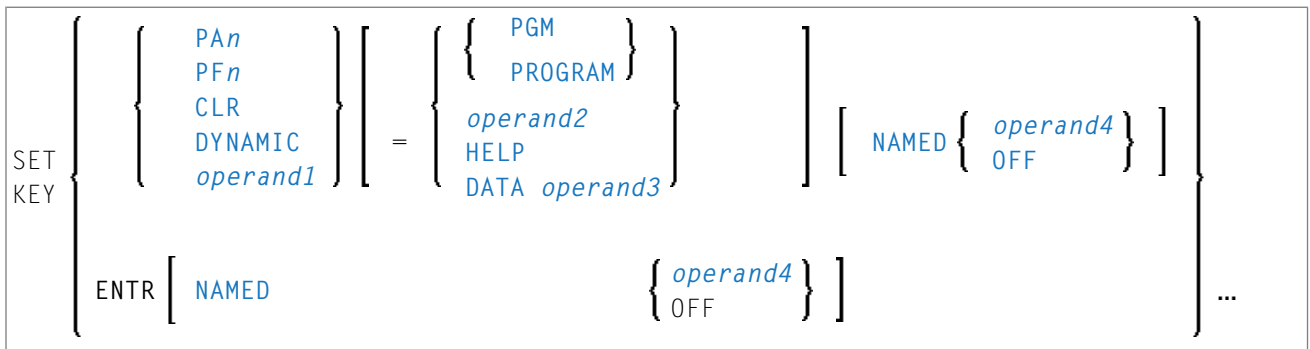 PGM
PAn
PFn
PROGRAM
CLR
operand2
operand4
DYNAMIC
=
HELP
NAMED
OFF
SET
KEY
operand1
DATA operand3
ENTR NAMED
operand4
OFF
...